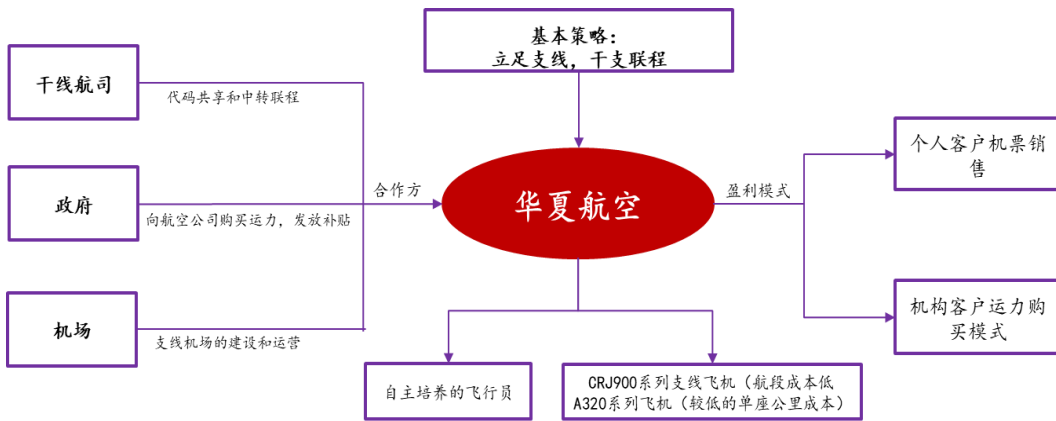 基本策略：
立足支线，干支联程
干线航司
代码共享和中转联程
政府
向航空公司购买运力，发放补贴
机场
支线机场的建设和运营
合作方
华夏航空
盈利模式
个人客户机票销
售
机构客户运力购
买模式
自主培养的飞行员
CRJ900系列支线飞机（航段成本低
A320系列飞机（较低的单座公里成本）